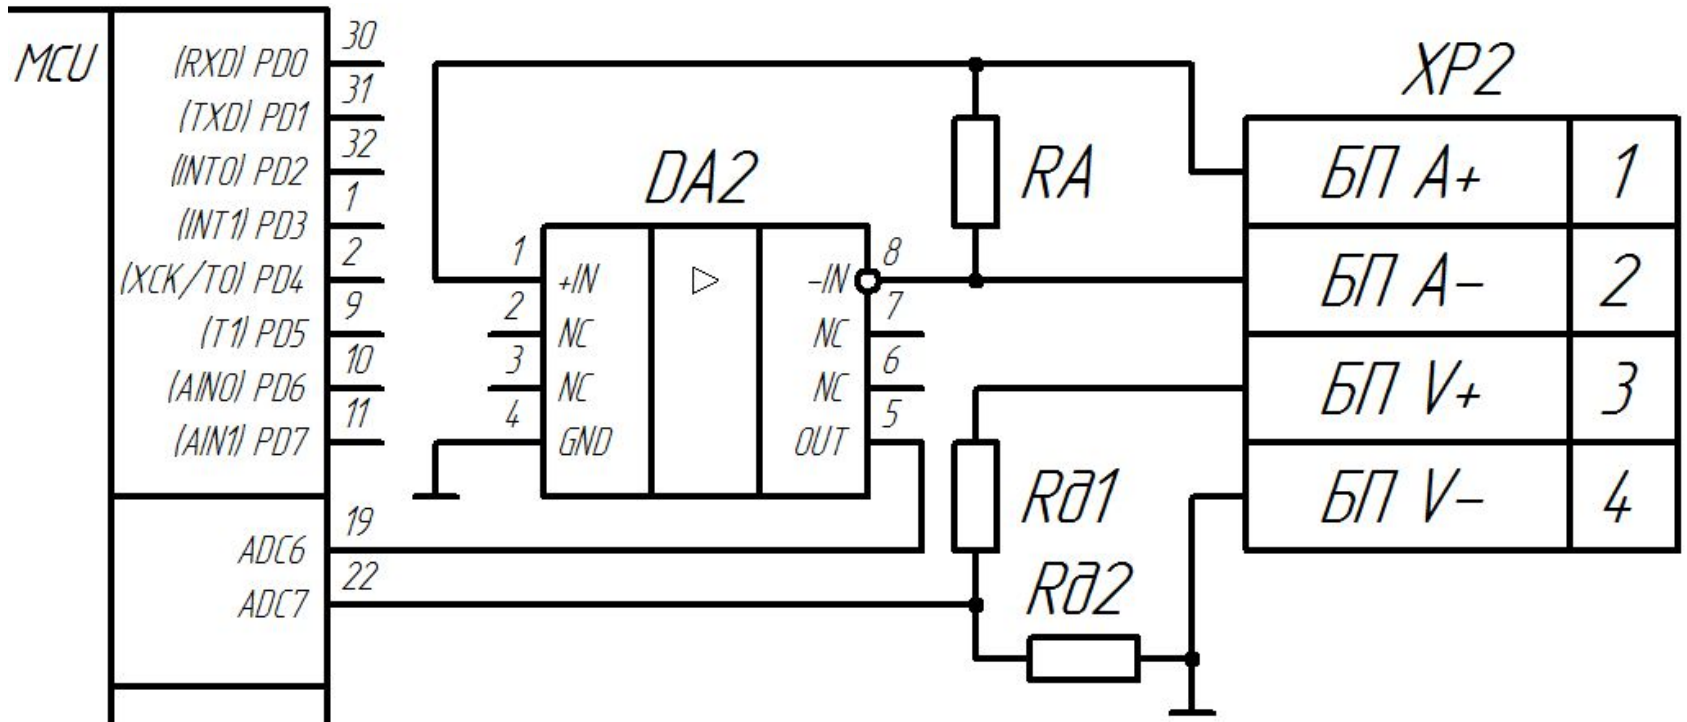 MCU
(RXD) PD0 30
(TXD) PD1 31
(INT0) PD2 32
(INT1) PD3 1
(XCK/T0) PD4 2
(T1) PD5 9
(AIN0) PD6 10
(AIN1) PD7 11
ADC6 19
ADC7 22
DA2
1 +IN
2 NC
3 NC
4 GND
-IN 8
NC 7
NC 6
OUT 5
RA
Rд1
Rд2
XP2
БП A+ 1
БП A- 2
БП V+ 3
БП V- 4